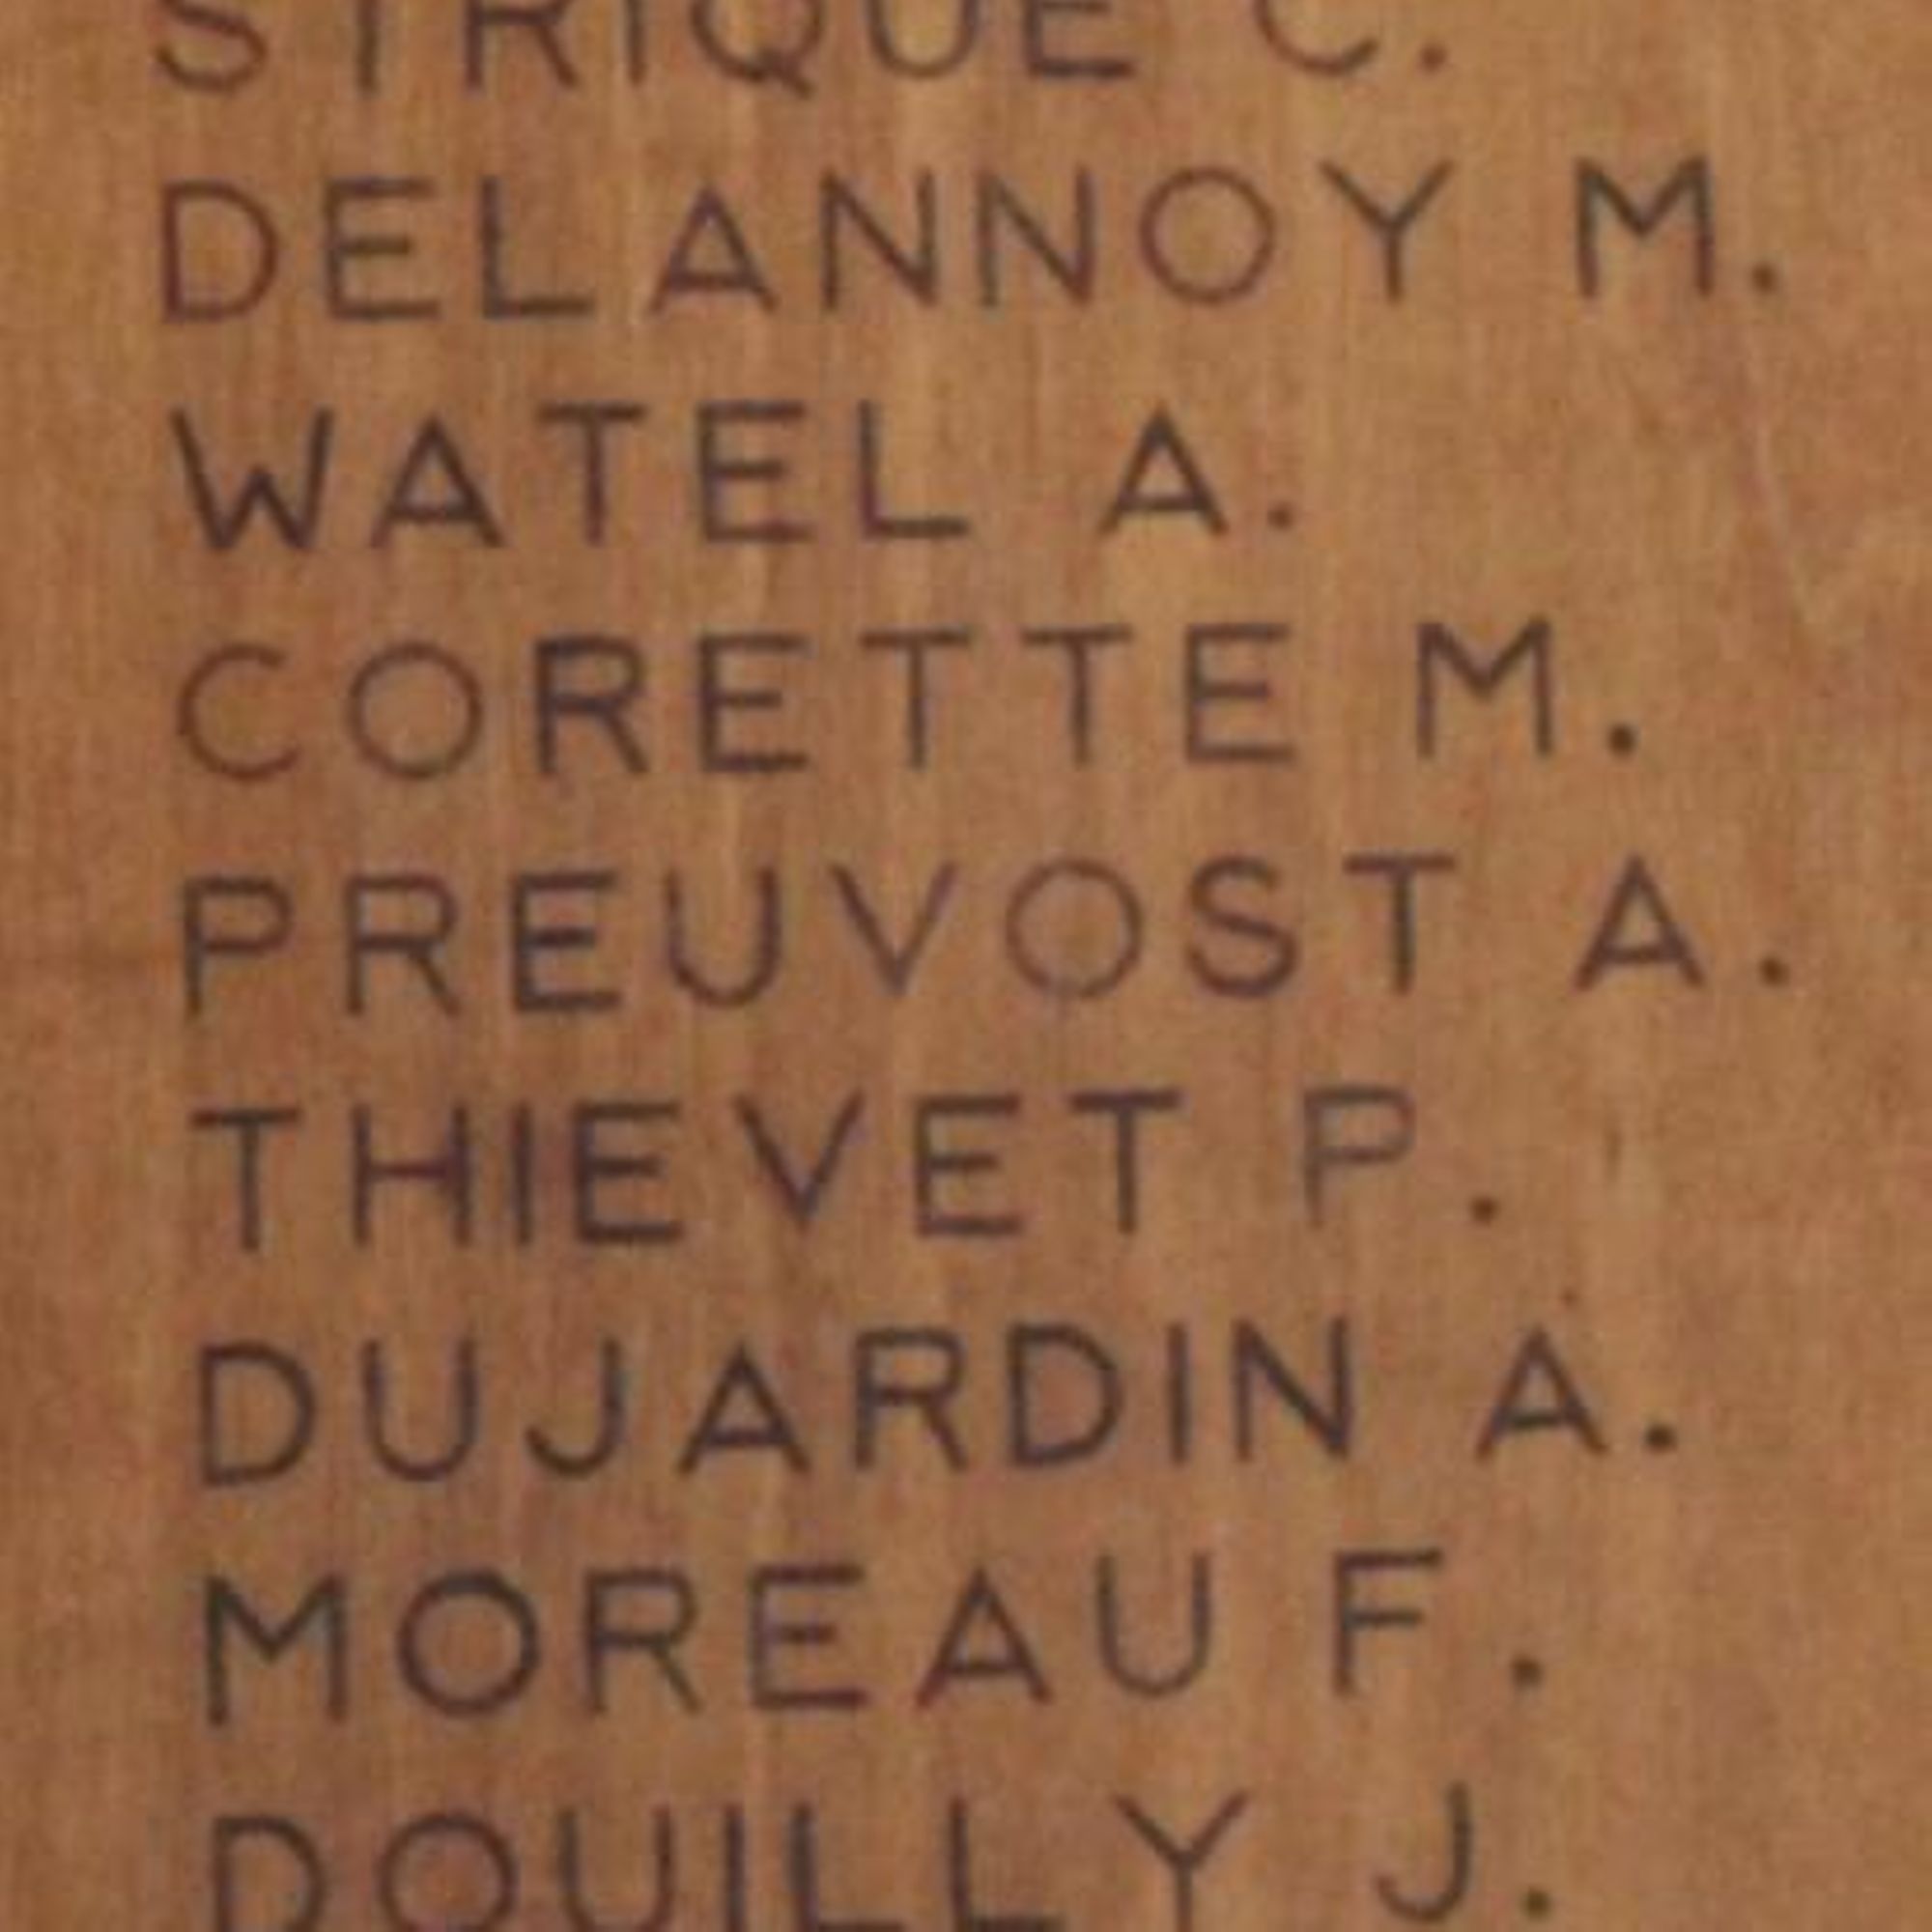 STRIQUE C.
DELANNOY M.
WATEL A.
CORETTE M.
PREUVOST A.
THIEVET P.
DUJARDIN A.
MOREAU F.
DOUILLY J.